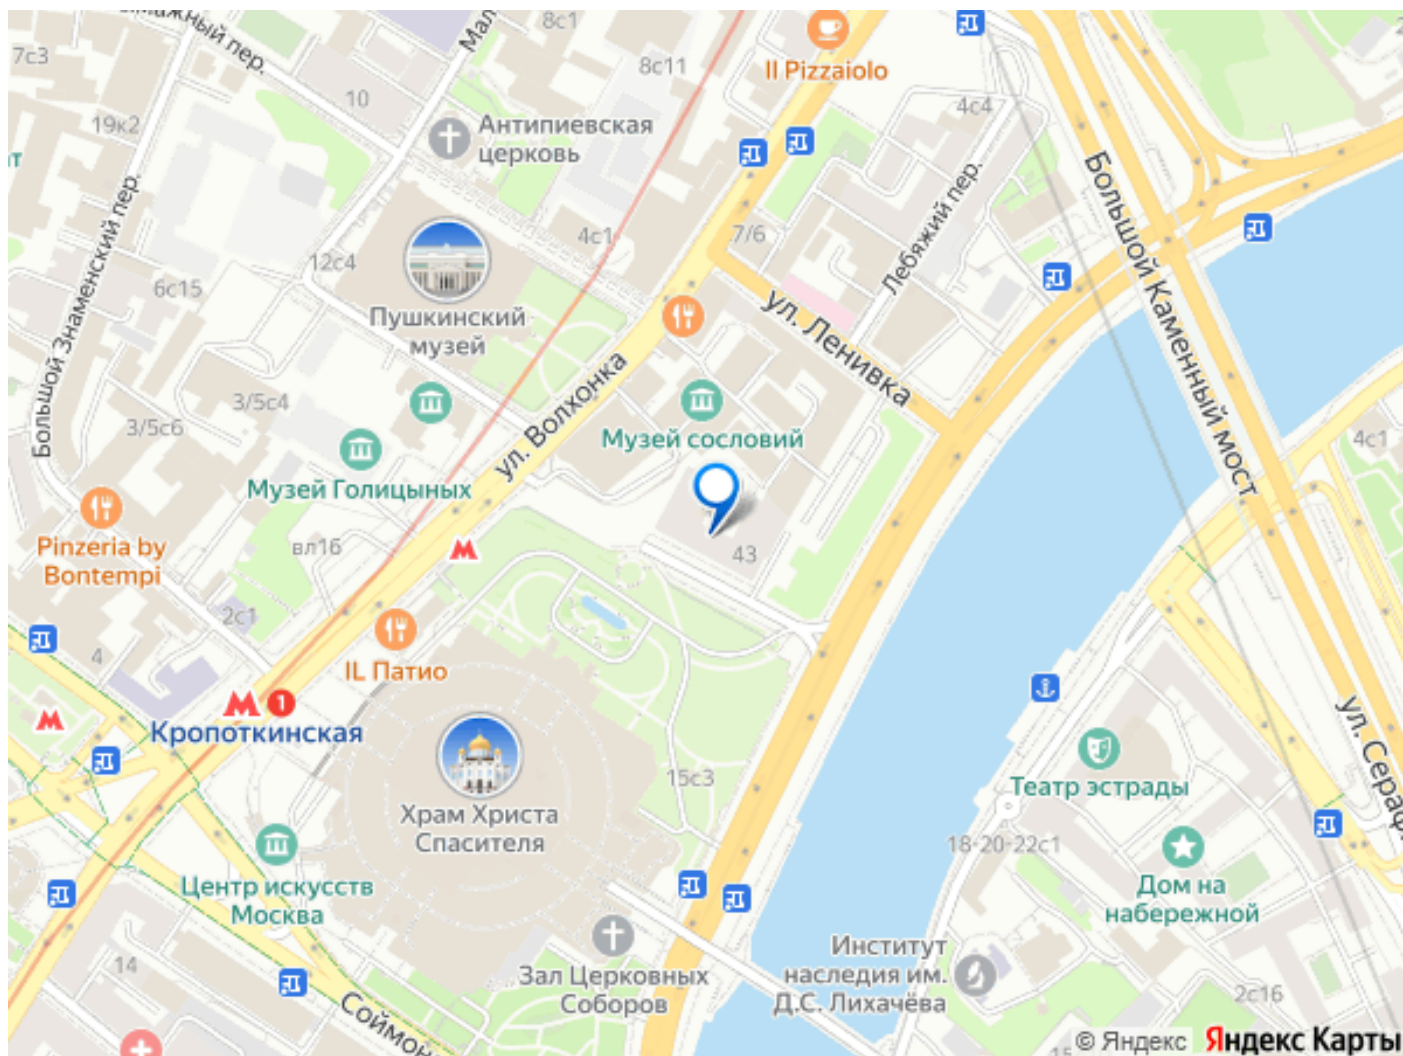 7с3
8с1
8с11
Il Pizzaiolo
10
19к2
Антипиевская
церковь
4с4
Лебяжий пер.
Большой Каменный мост
Большой Знаменский пер.
12с4
6с15
4с1
7/6
Пушкинский
музей
ул. Волхонка
ул. Ленивка
3/5с4
3/5с6
Музей сословий
Музей Голицыных
4с1
Pinzeria by
Bontempi
вл16
43
2с1
4
IL Патио
1
Кропоткинская
Храм Христа
Спасителя
15с3
Театр эстрады
18-20-22с1
Дом на
набережной
Центр искусств
Москва
Зал Церковных
Соборов
Институт
наследия им.
Д.С. Лихачёва
14
2с16
© Яндекс Яндекс Карты